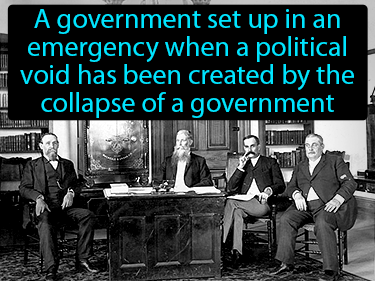 A government set up in an
emergency when a political
void has been created by the
collapse of a government